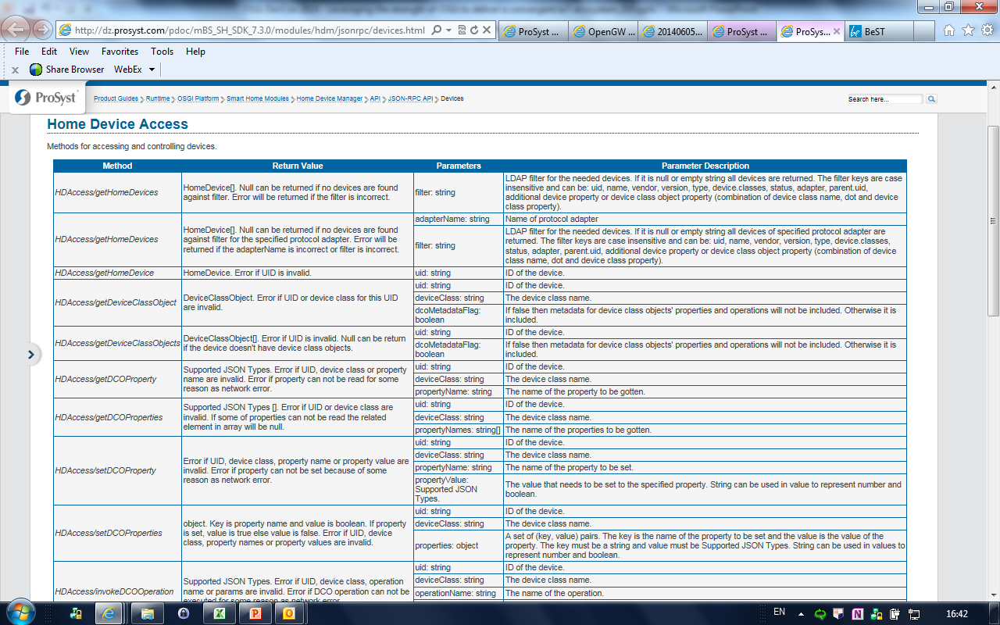 http://dz.prosyst.com/pdoc/mBS_SH_SDK_7.3.0/modules/hdm/jsonrpc/devices.html
ProSyst ...
OpenGW ...
20140605...
ProSyst ...
ProSys...
BeST
File Edit View Favorites Tools Help
Share Browser WebEx
ProSyst
Product Guides Runtime OSGI Platform Smart Home Modules Home Device Manager API JSON-RPC API Devices
Search here...
Home Device Access
Methods for accessing and controlling devices.
Method Return Value Parameters Parameter Description
HDAccess/getHomeDevices
HomeDevice[]. Null can be returned if no devices are found
against filter. Error will be returned if the filter is incorrect.
filter: string
LDAP filter for the needed devices. If it is null or empty string all devices are returned. The filter keys are case
insensitive and can be: uid, name, vendor, version, type, device.classes, status, adapter, parent.uid,
additional device property or device class object property (combination of device class name, dot and device
class property).
HDAccess/getHomeDevices
HomeDevice[]. Null can be returned if no devices are found
against filter for the specified protocol adapter. Error will be
returned if the adapterName is incorrect or filter is incorrect.
adapterName: string
Name of protocol adapter
filter: string
LDAP filter for the needed devices. If it is null or empty string all devices of specified protocol adapter are
returned. The filter keys are case insensitive and can be: uid, name, vendor, version, type, device.classes,
status, adapter, parent.uid, additional device property or device class object property (combination of device
class name, dot and device class property).
HDAccess/getHomeDevice
HomeDevice. Error if UID is invalid.
uid: string
ID of the device.
HDAccess/getDeviceClassObject
DeviceClassObject. Error if UID or device class for this UID
are invalid.
uid: string
ID of the device.
deviceClass: string
The device class name.
dcoMetadataFlag:
boolean
If false then metadata for device class objects' properties and operations will not be included. Otherwise it is
included.
HDAccess/getDeviceClassObjects
DeviceClassObject[]. Error if UID is invalid. Null can be return
if the device doesn't have device class objects.
uid: string
ID of the device.
dcoMetadataFlag:
boolean
If false then metadata for device class objects' properties and operations will not be included. Otherwise it is
included.
HDAccess/getDCOProperty
Supported JSON Types. Error if UID, device class or property
name are invalid. Error if property can not be read for some
reason as network error.
uid: string
ID of the device.
deviceClass: string
The device class name.
propertyName: string
The name of the property to be gotten.
HDAccess/getDCOProperties
Supported JSON Types []. Error if UID or device class are
invalid. If some of properties can not be read the related
element in array will be null.
uid: string
ID of the device.
deviceClass: string
The device class name.
propertyNames: string[]
The name of the properties to be gotten.
HDAccess/setDCOProperty
Error if UID, device class, property name or property value are
invalid. Error if property can not be set because of some
reason as network error.
uid: string
ID of the device.
deviceClass: string
The device class name.
propertyName: string
The name of the property to be set.
propertyValue:
Supported JSON
Types.
The value that needs to be set to the specified property. String can be used in value to represent number and
boolean.
HDAccess/setDCOProperties
object. Key is property name and value is boolean. If property
is set, value is true else value is false. Error if UID, device
class, property names or property values are invalid.
uid: string
ID of the device.
deviceClass: string
The device class name.
properties: object
A set of (key, value) pairs. The key is the name of the property to be set and the value is the value of the
property. The key must be a string and value must be Supported JSON Types. String can be used in values to
represent number and boolean.
HDAccess/invokeDCOOperation
Supported JSON Types. Error if UID, device class, operation
name or params are invalid. Error if DCO operation can not be
executed for some reason as network error
uid: string
ID of the device.
deviceClass: string
The device class name.
operationName: string
The name of the operation.
EN
16:42